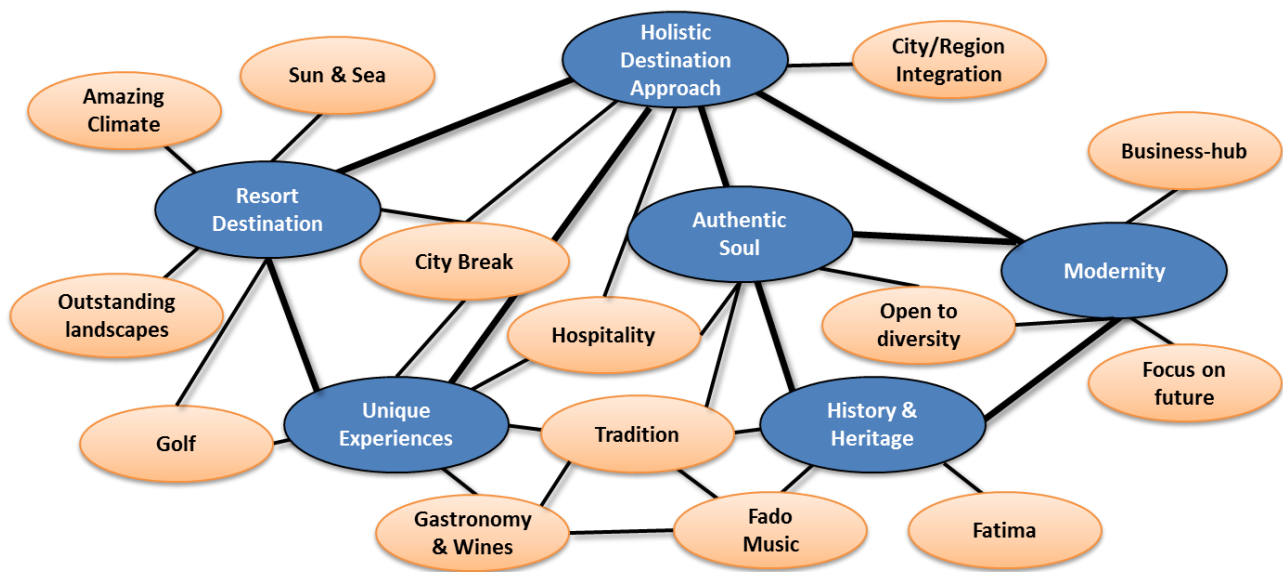 Holistic
Destination
Approach
City/Region
Integration
Sun & Sea
Amazing
Climate
Business-hub
Resort
Destination
Authentic
Soul
City Break
Modernity
Outstanding
landscapes
Hospitality
Open to
diversity
Focus on
future
Golf
Unique
Experiences
Tradition
History &
Heritage
Gastronomy
& Wines
Fado
Music
Fatima